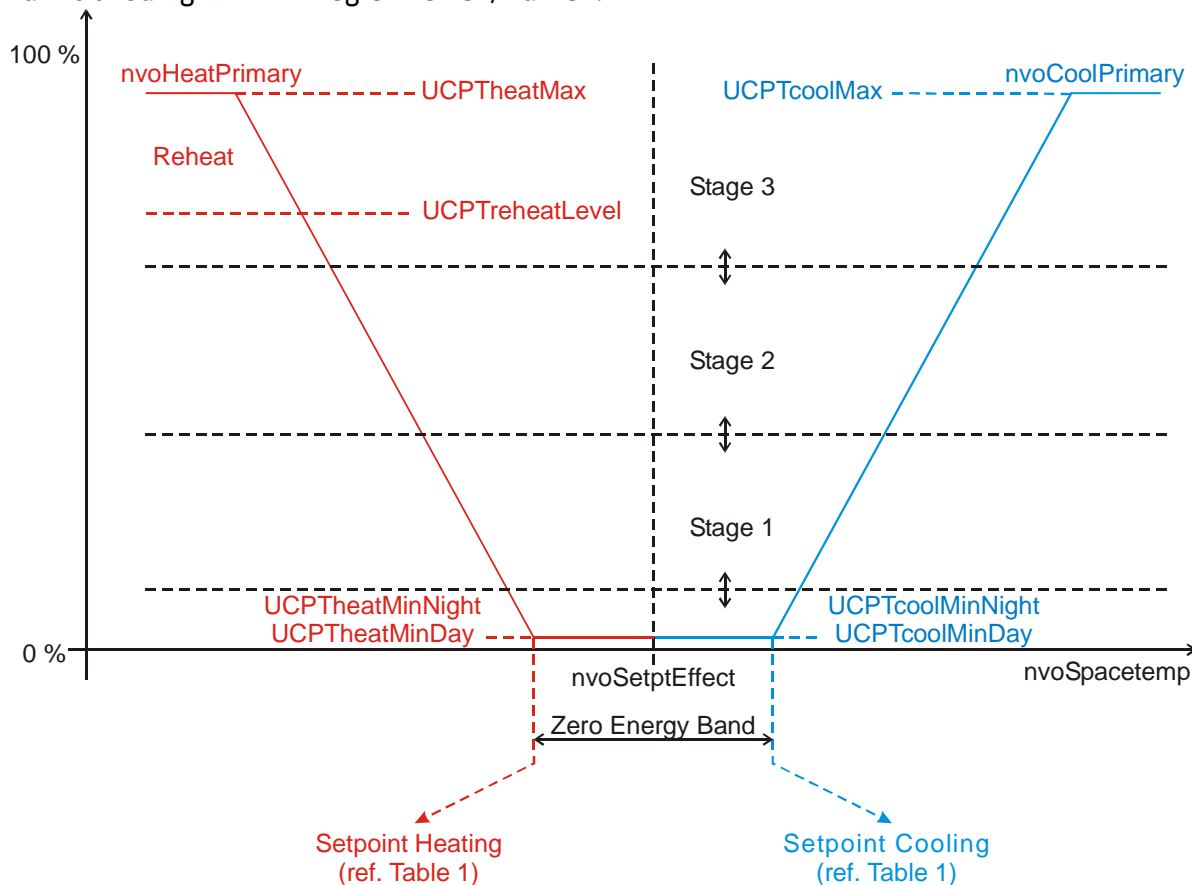 100 %
nvoHeatPrimary
nvoCoolPrimary
UCPTheatMax
UCPTcoolMax
Reheat
Stage 3
UCPTreheatLevel
Stage 2
Stage 1
UCPTheatMinNight
UCPTcoolMinNight
UCPTheatMinDay
UCPTcoolMinDay
0 %
nvoSetptEffect
nvoSpacetemp
Zero Energy Band
Setpoint Heating
(ref. Table 1)
Setpoint Cooling
(ref. Table 1)